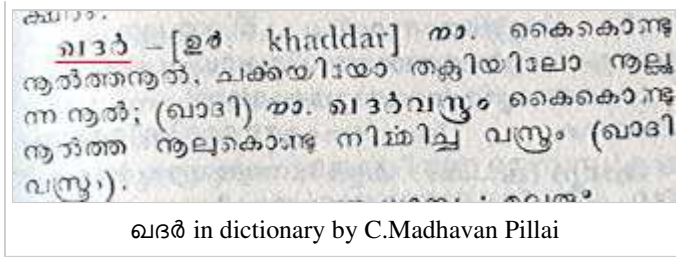 ഖദർ – [ഉർ. khaddar] നാ. കൈകൊണ്ടു
നൂൽത്തനൂൽ, ചക്കയിലോ തക്ലിയിലോ നൂല്ക്കു
ന്ന നൂൽ; (ഖാദി) നാ. ഖദർവസ്ത്രം കൈകൊണ്ടു
നൂൽത്ത നൂലുകൊണ്ടു നിർമ്മിച്ച വസ്ത്രം (ഖാദി
വസ്ത്രം).
ഖദർ in dictionary by C.Madhavan Pillai